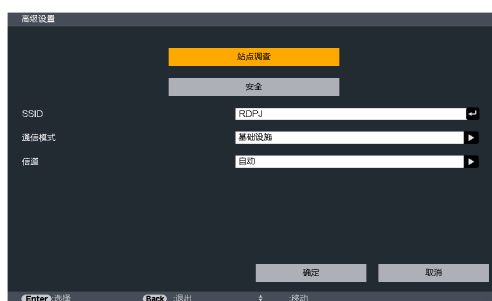 高级设置
站点调查
安全
SSID RDPJ
通信模式 基础设施
信道 自动
确定 取消
Enter :选择 Back :退出 :移动